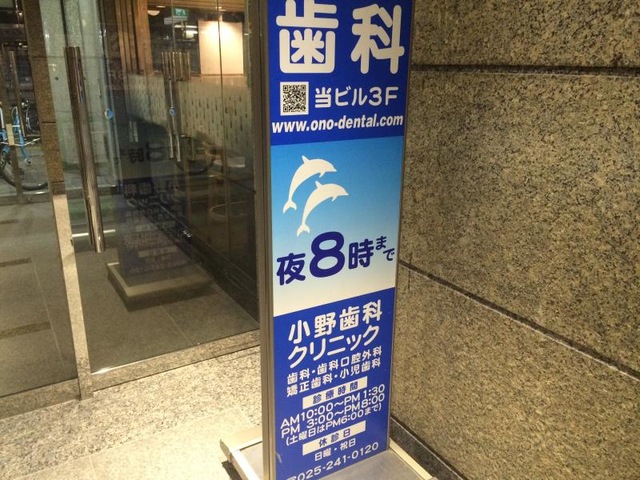 歯科
当ビル3F
www.ono-dental.com
夜8時まで
小野歯科
クリニック
歯科・歯科口腔外科
矯正歯科・小児歯科
診療時間
AM10:00〜PM1:30
PM 3:00〜PM8:00
(土曜日はPM6:00まで)
休診日
日曜・祝日
☎025-241-0120